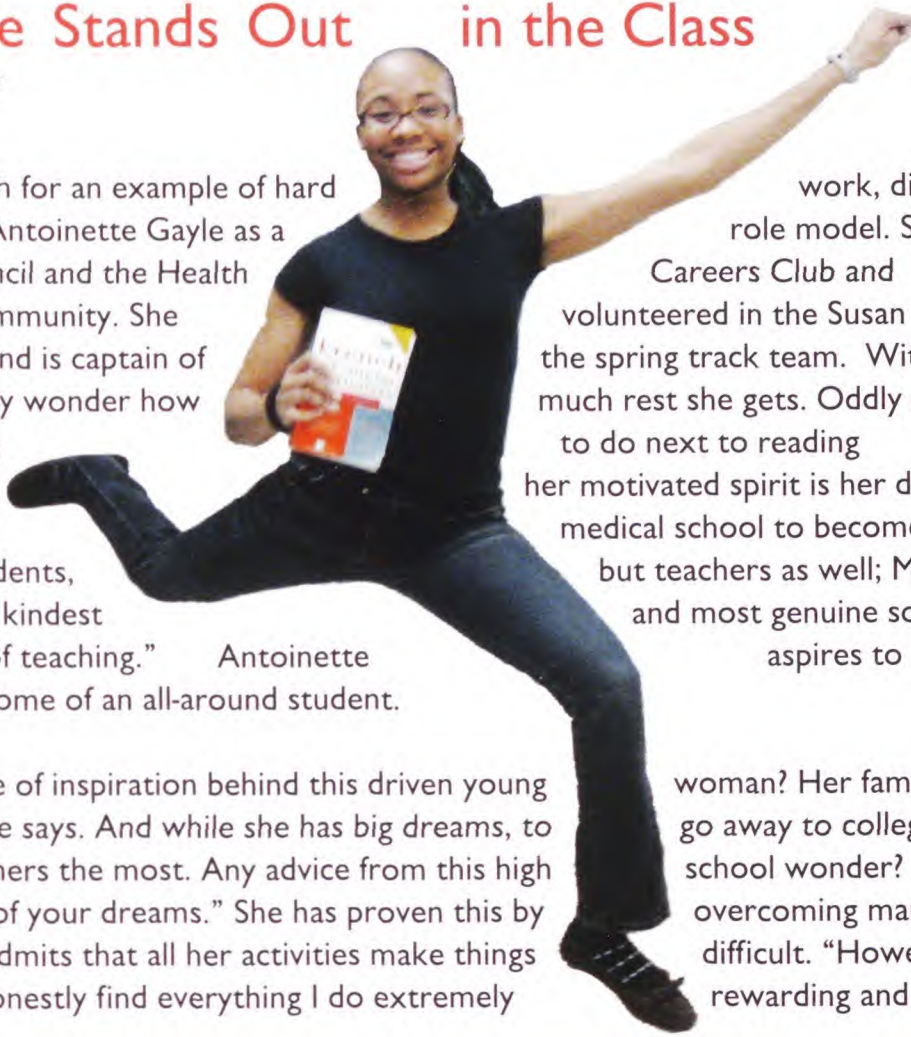 e Stands Out in the Class
n for an example of hard work, di
Antoinette Gayle as a role model. S
ncil and the Health Careers Club and
mmunity. She volunteered in the Susan
nd is captain of the spring track team. Wit
y wonder how much rest she gets. Oddly
to do next to reading
her motivated spirit is her d
medical school to become
dents, but teachers as well; M
kindest and most genuine so
f teaching.” Antoinette aspires to
ome of an all-around student.
e of inspiration behind this driven young woman? Her fam
e says. And while she has big dreams, to go away to colleg
hers the most. Any advice from this high school wonder?
of your dreams.” She has proven this by overcoming ma
dmits that all her activities make things difficult. “Howe
onestly find everything I do extremely rewarding and